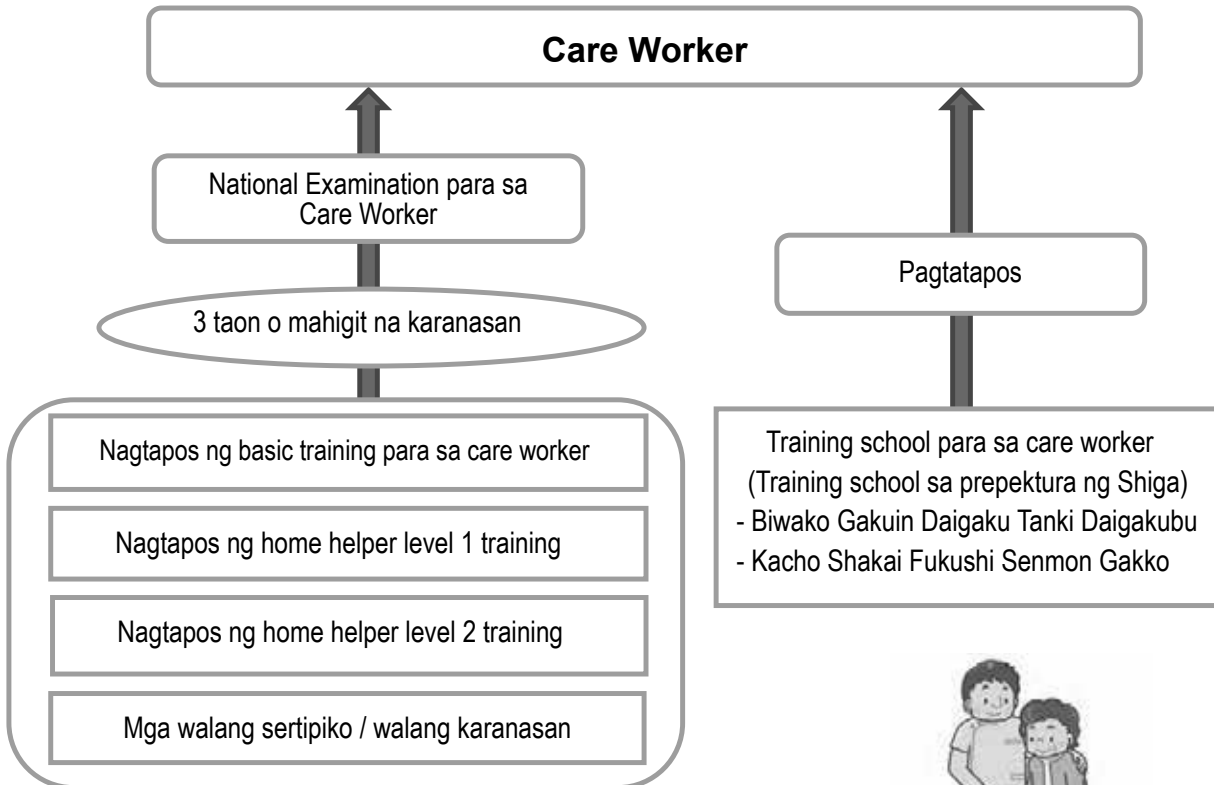 Care Worker
National Examination para sa
Care Worker
3 taon o mahigit na karanasan
Nagtapos ng basic training para sa care worker
Nagtapos ng home helper level 1 training
Nagtapos ng home helper level 2 training
Mga walang sertipiko / walang karanasan
Pagtatapos
Training school para sa care worker
(Training school sa prepektura ng Shiga)
- Biwako Gakuin Daigaku Tanki Daigakubu
- Kacho Shakai Fukushi Senmon Gakko